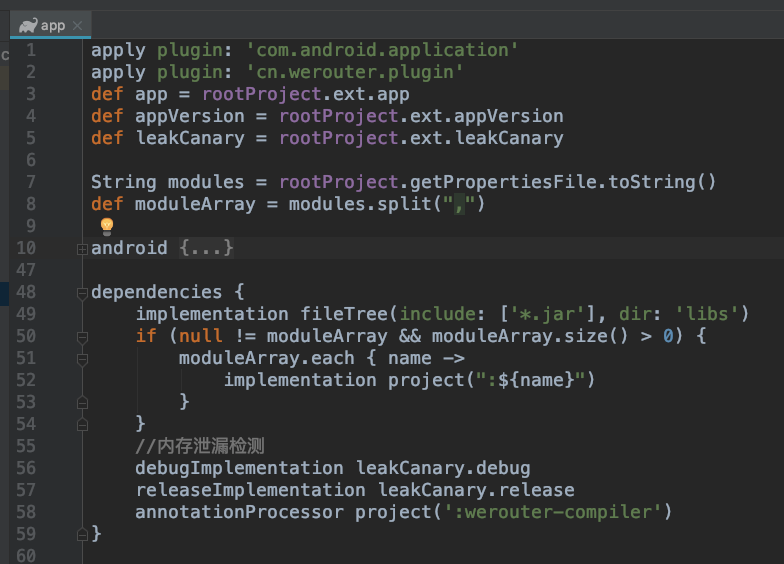 app
1 apply plugin: 'com.android.application'
2 apply plugin: 'cn.werouter.plugin'
3 def app = rootProject.ext.app
4 def appVersion = rootProject.ext.appVersion
5 def leakCanary = rootProject.ext.leakCanary
6
7 String modules = rootProject.getPropertiesFile.toString()
8 def moduleArray = modules.split(",")
9
10 android {...}
47
48 dependencies {
49     implementation fileTree(include: ['*.jar'], dir: 'libs')
50     if (null != moduleArray && moduleArray.size() > 0) {
51         moduleArray.each { name ->
52             implementation project(":${name}")
53         }
54     }
55     //内存泄漏检测
56     debugImplementation leakCanary.debug
57     releaseImplementation leakCanary.release
58     annotationProcessor project(':werouter-compiler')
59 }
60